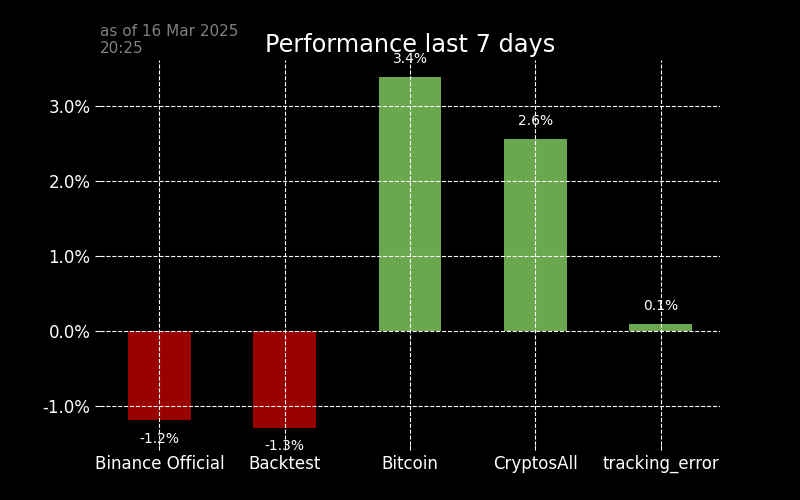 as of 16 Mar 2025
20:25
Performance last 7 days
3.4%
3.0%
2.6%
2.0%
1.0%
0.1%
0.0%
-1.0%
-1.2%
-1.3%
Binance Official
Backtest
Bitcoin
CryptosAll
tracking_error